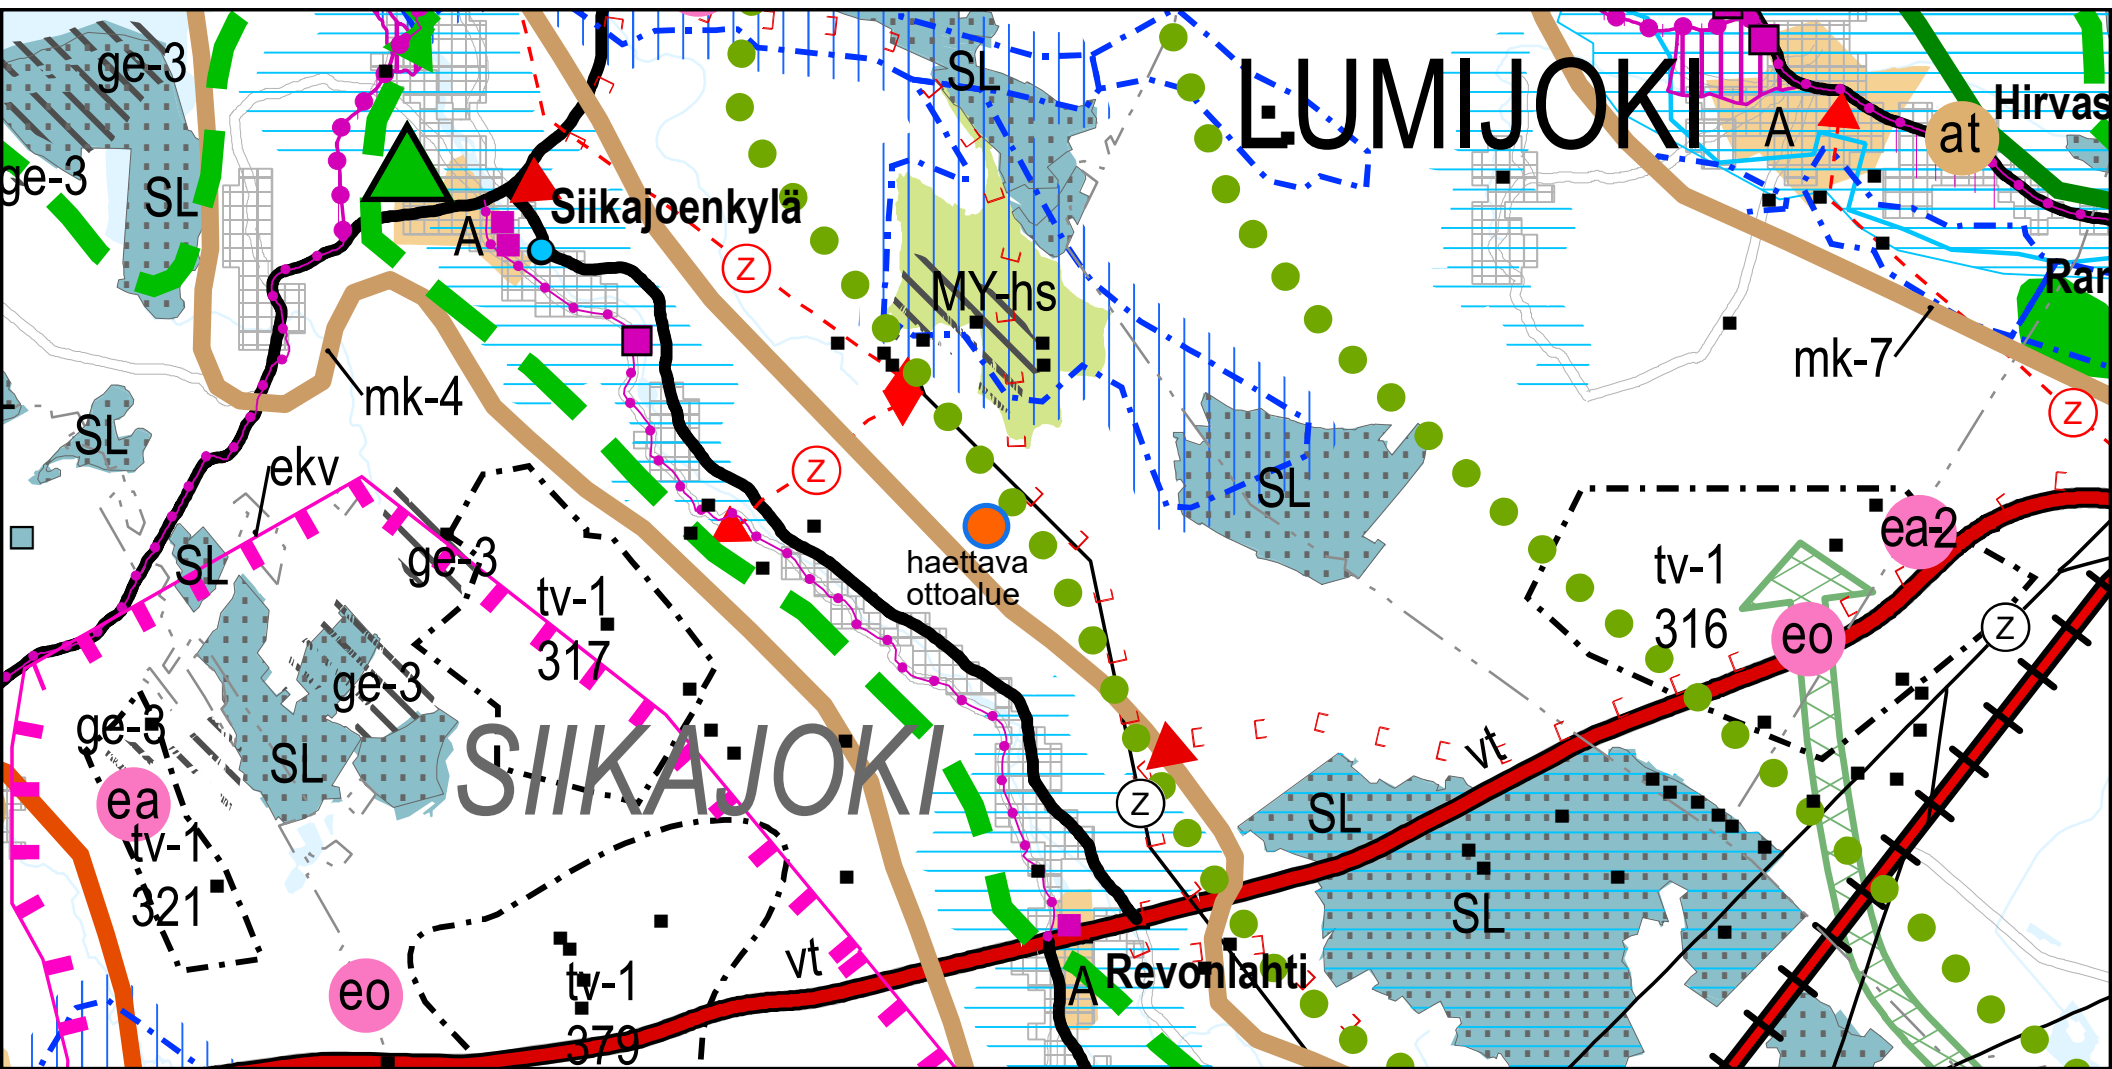 ge-3
SL
LUMIJOKI
Hirvas
A
at
ge-3
SL
Siikajoenkylä
A
Z
MY-hs
Ran
mk-7
mk-4
Z
SL
ekv
Z
SL
ea-2
ge-3
SL
haettava
ottoalue
tv-1
316
tv-1
317
eo
Z
ge-3
ge-3
SL
SIIKAJOKI
vt
ea
Z
SL
tv-1
321
SL
vt
Revonlahti
A
eo
tv-1
379